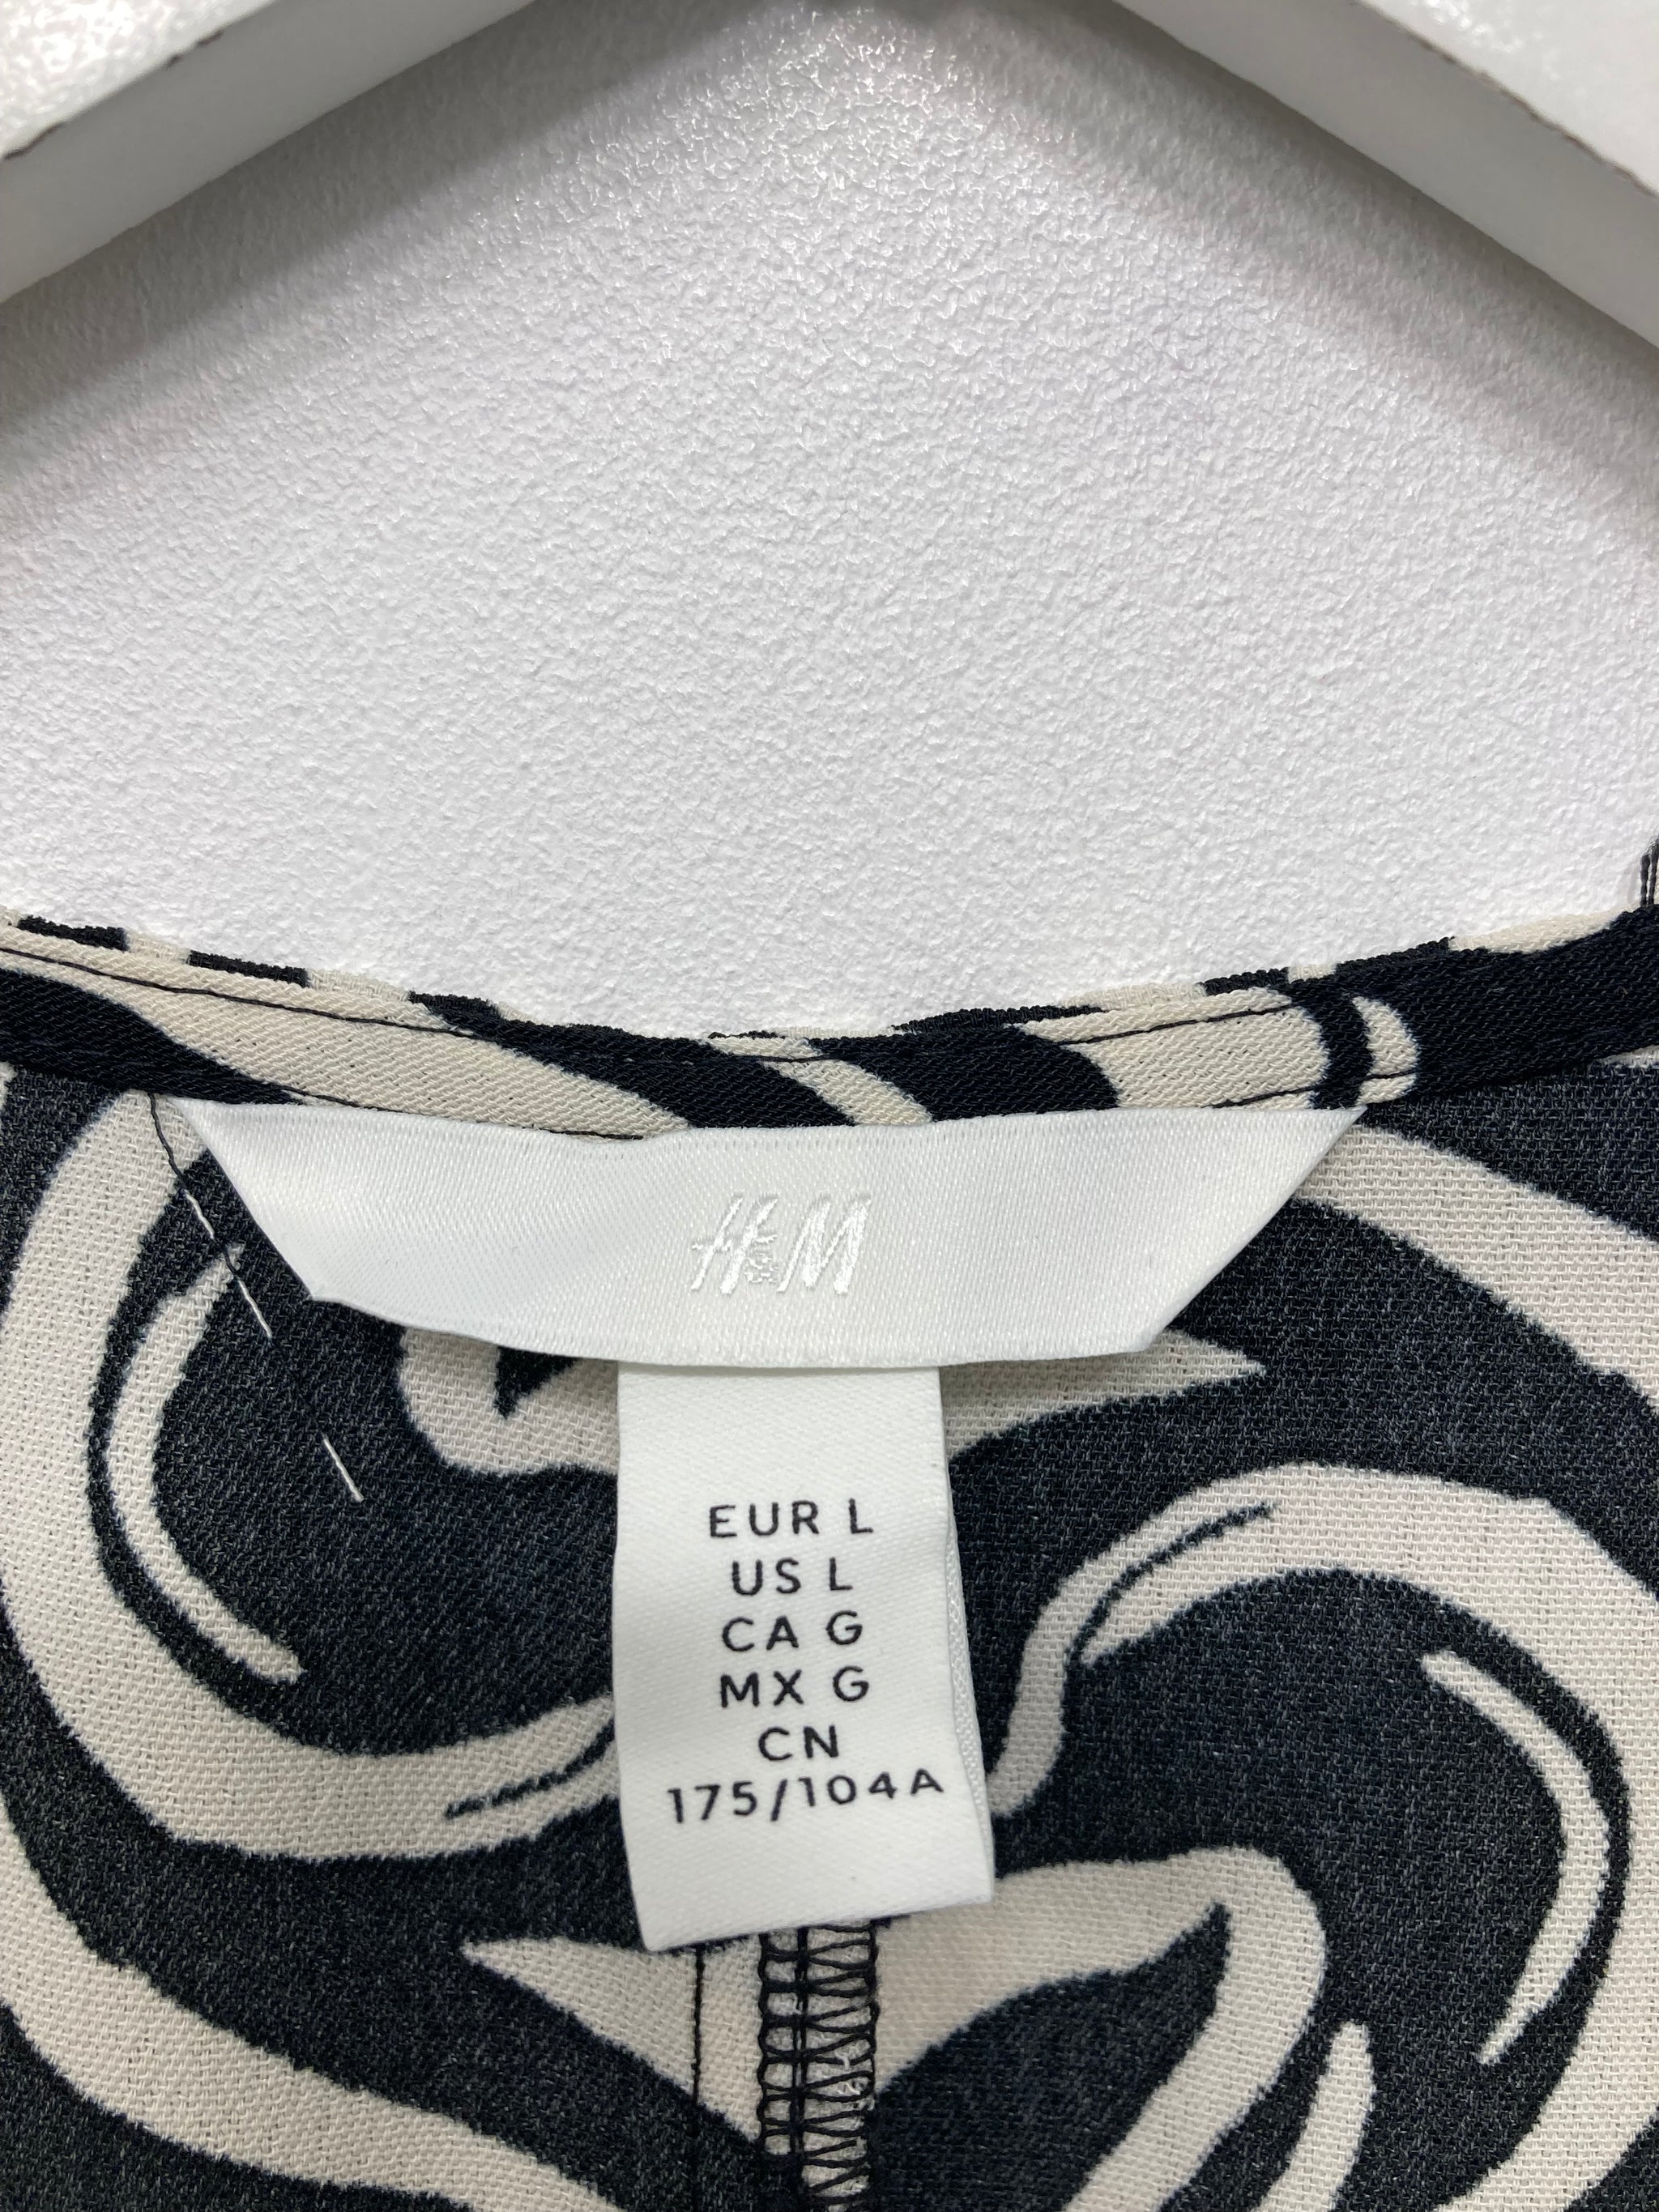 H&M
EUR L
US L
CA G
MX G
CN
175/104A